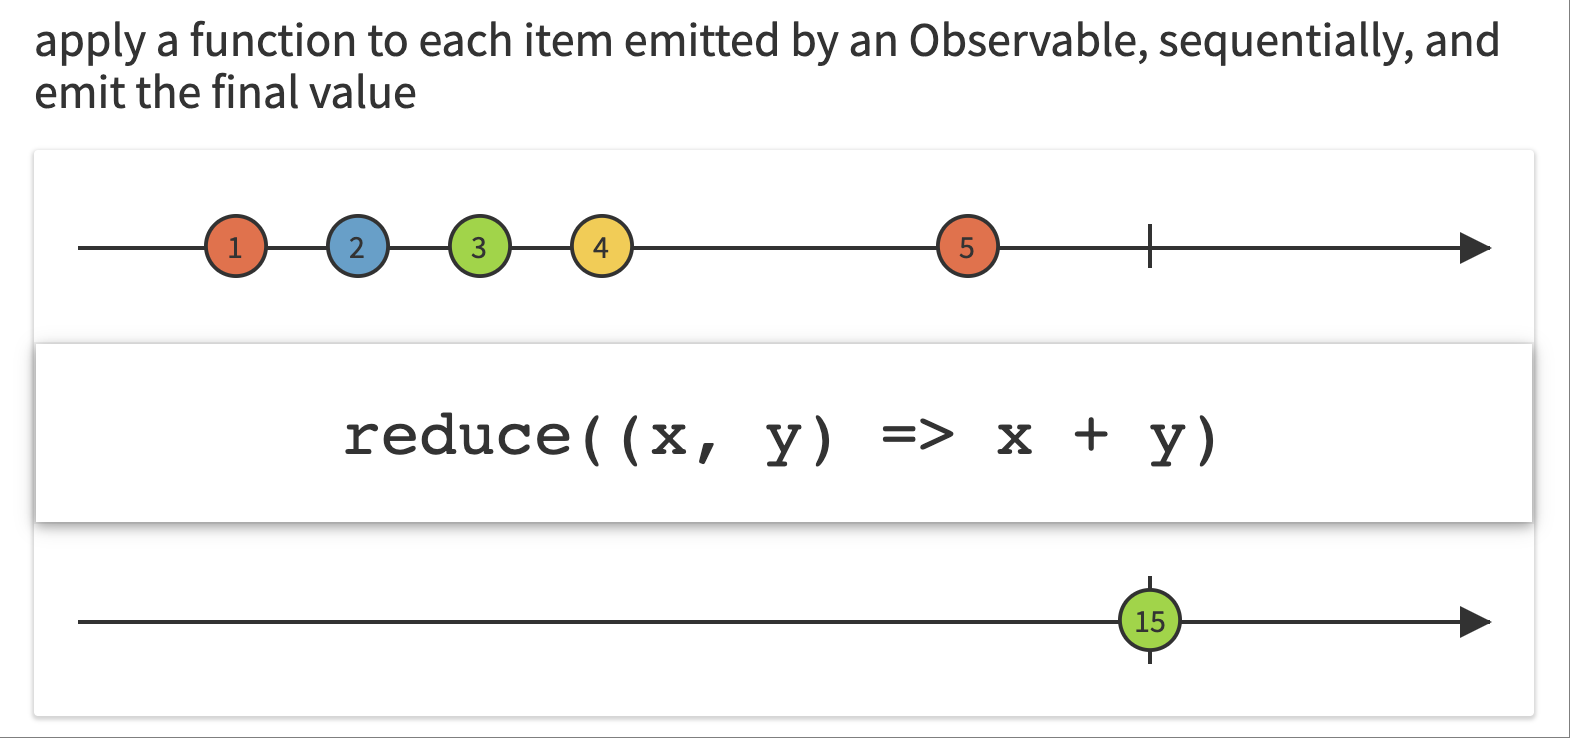 apply a function to each item emitted by an Observable, sequentially, and
emit the final value
1 2 3 4 5
reduce((x, y) => x + y)
15